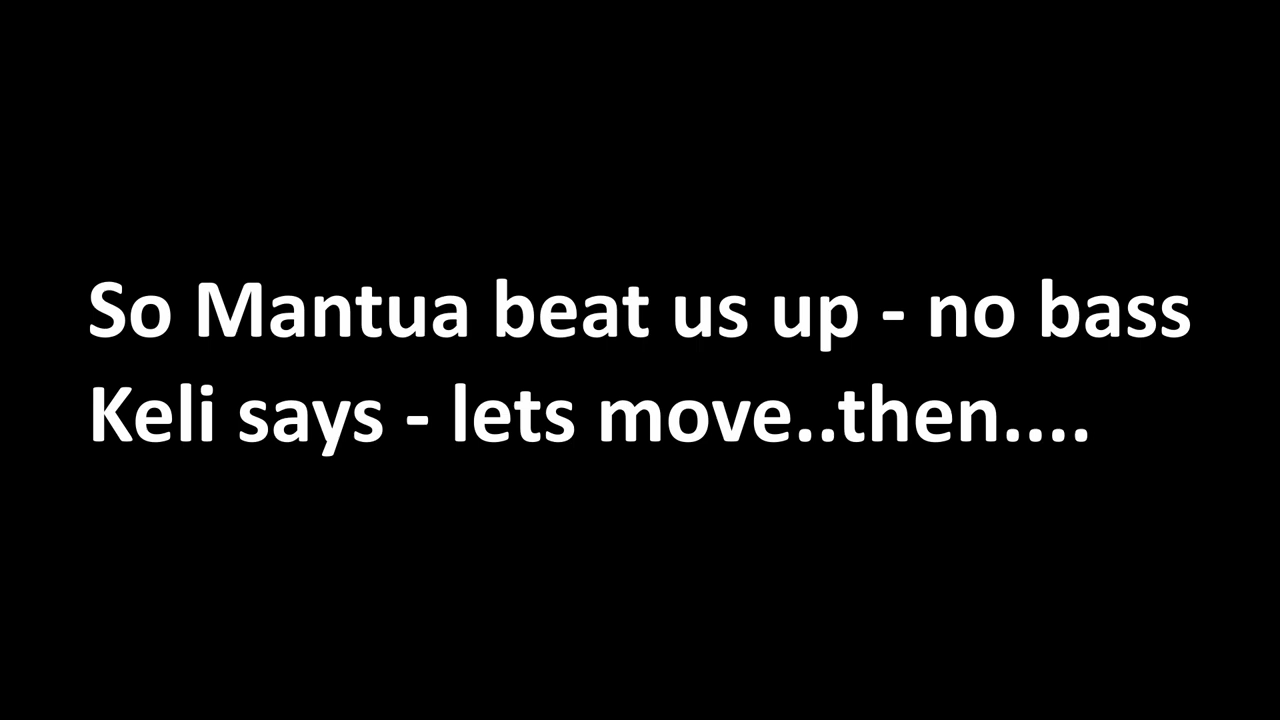 So Mantua beat us up - no bass
Keli says - lets move..then....